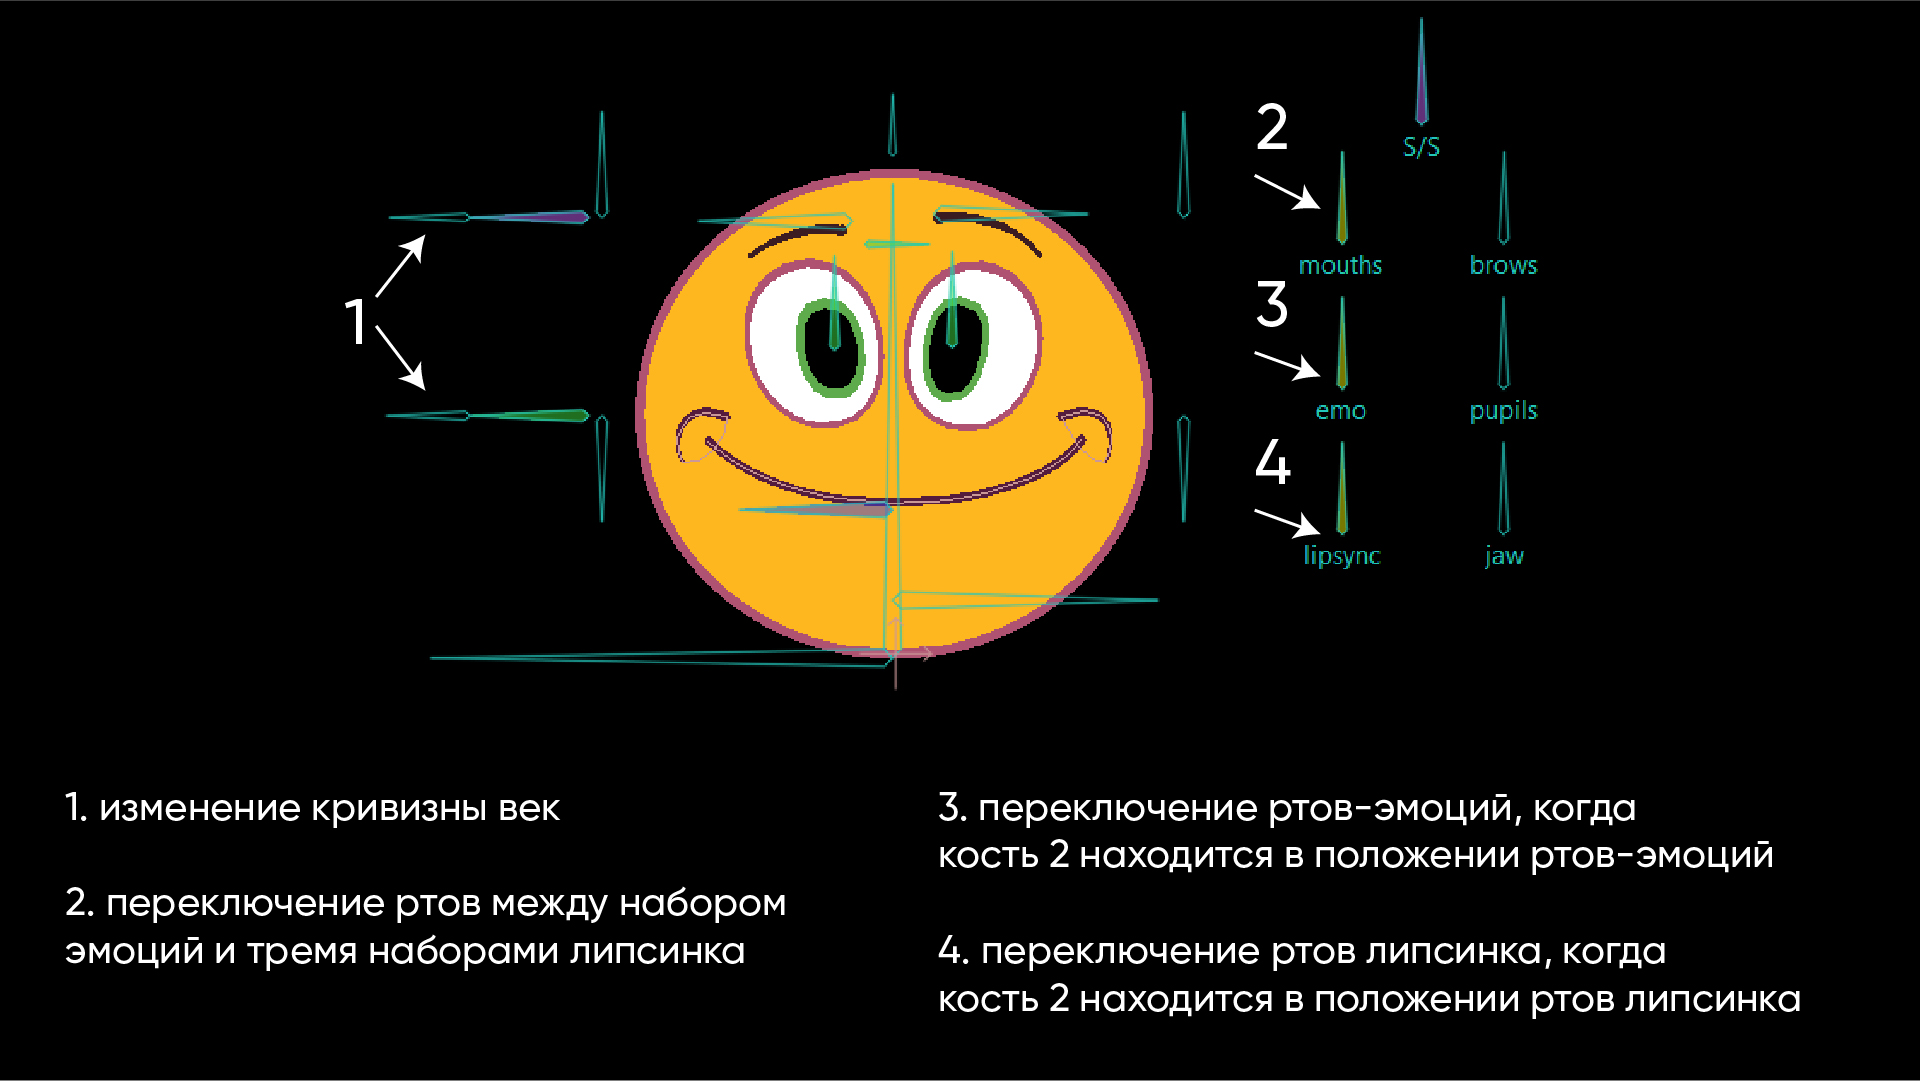 S/S
2
mouths
brows
1
3
emo
pupils
4
lipsync
jaw
1. изменение кривизны век
2. переключение ртов между набором
эмоций и тремя наборами липсинка
3. переключение ртов-эмоций, когда
кость 2 находится в положении ртов-эмоций
4. переключение ртов липсинка, когда
кость 2 находится в положении ртов липсинка